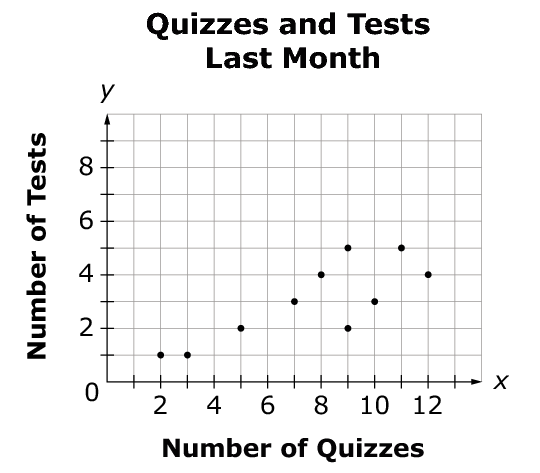 Quizzes and Tests
Last Month
y
Number of Tests
8
6
4
2
0
2 4 6 8 10 12
x
Number of Quizzes